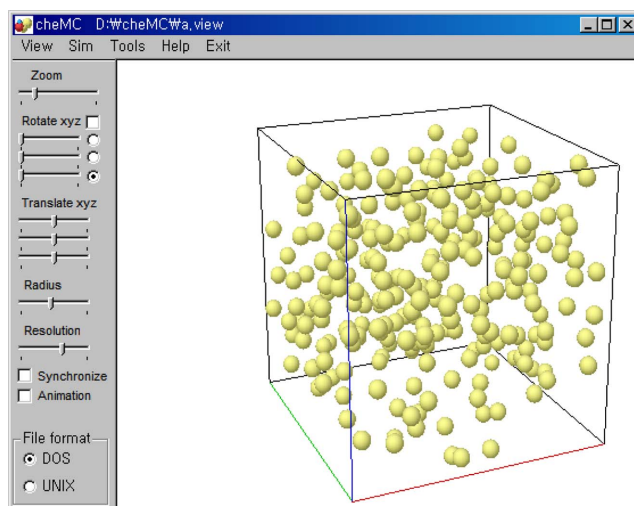 cheMC D:₩cheMC₩a,view
View Sim Tools Help Exit
Zoom
Rotate xyz
Translate xyz
Radius
Resolution
Synchronize
Animation
File format
DOS
UNIX